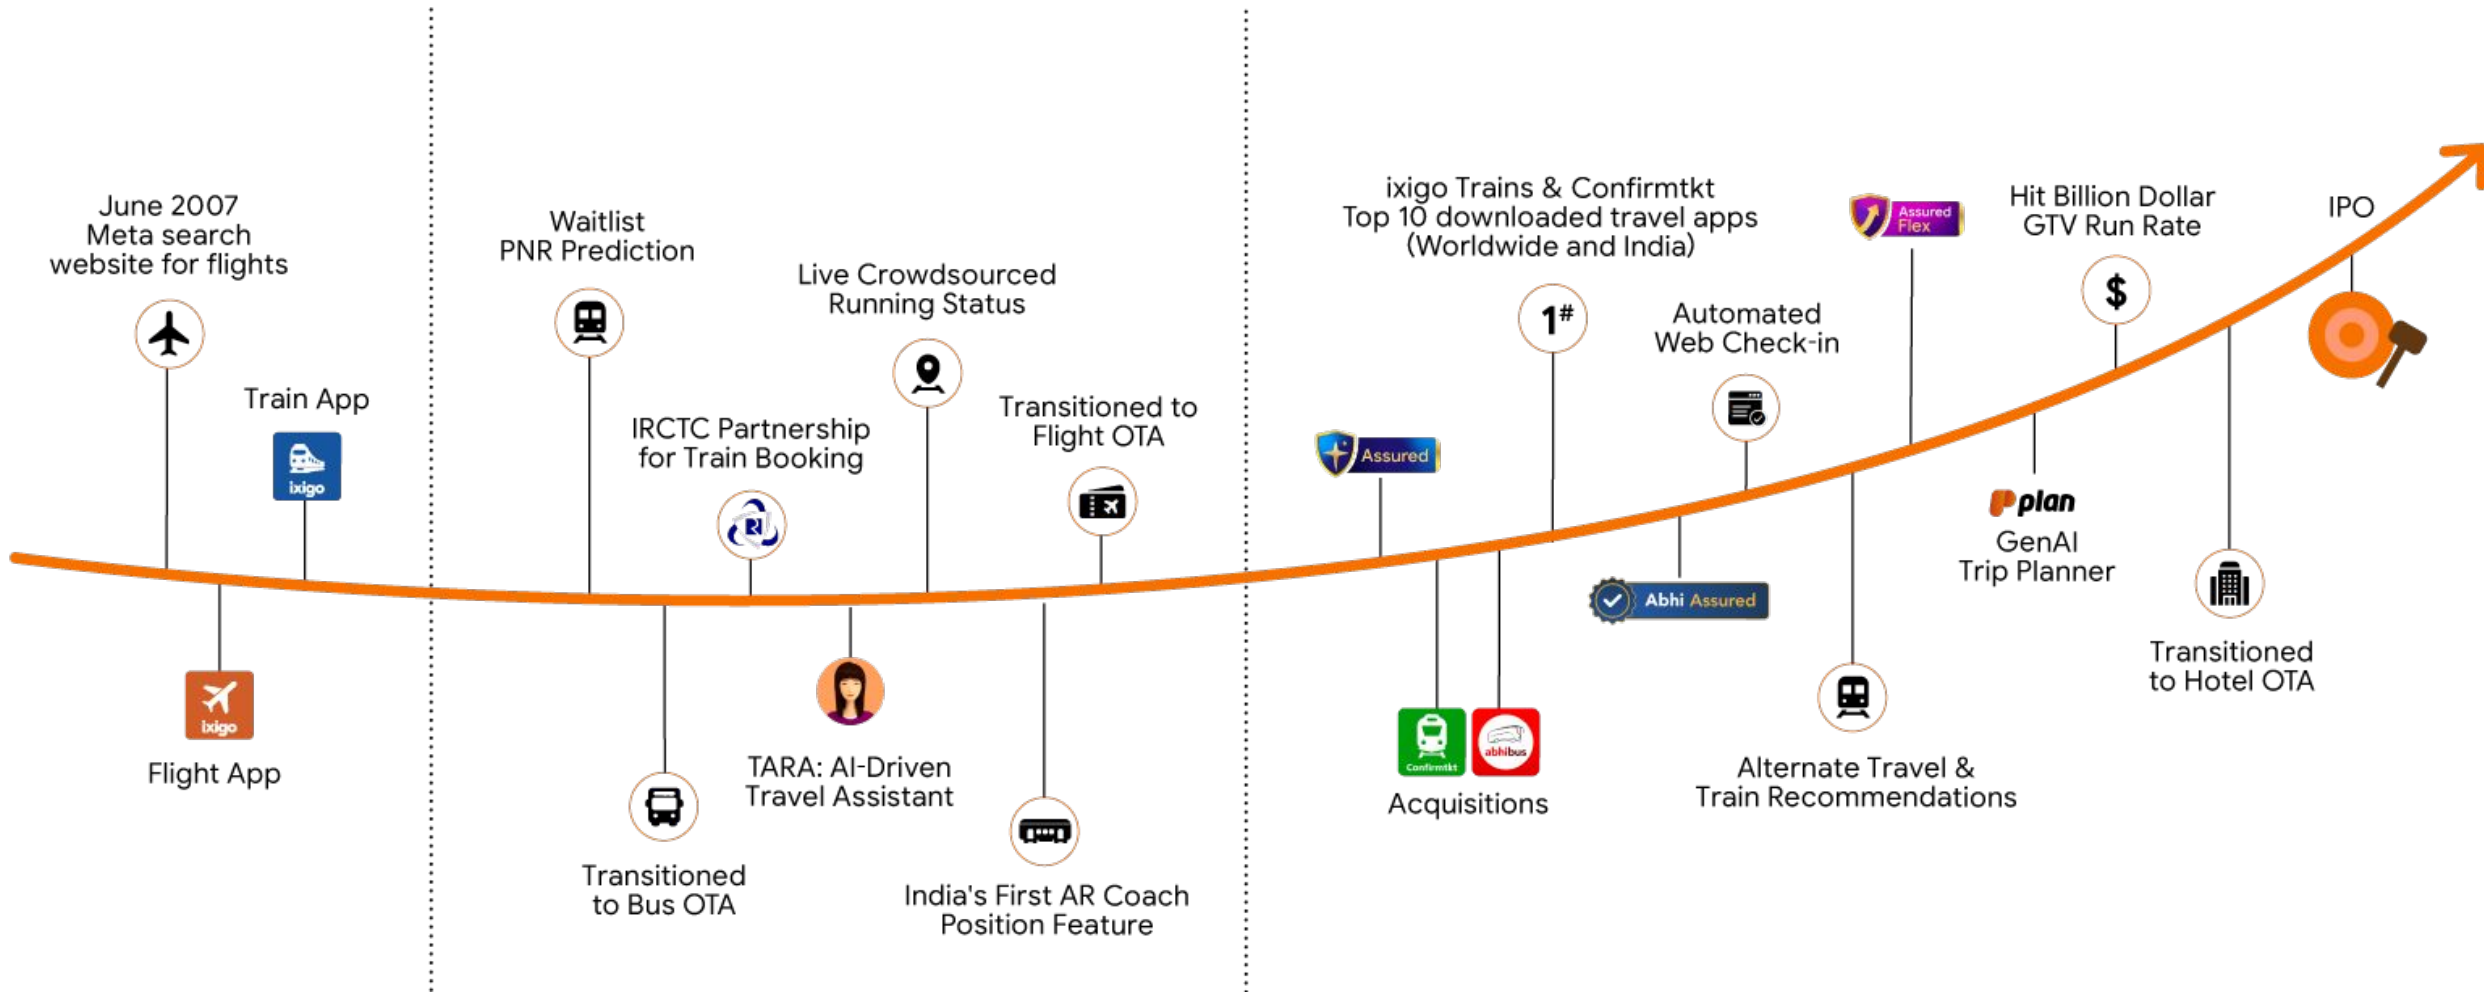 June 2007
Meta search
website for flights
ixigo
Flight App
Train App
ixigo
Waitlist
PNR Prediction
Transitioned
to Bus OTA
IRCTC Partnership
for Train Booking
TARA: AI-Driven
Travel Assistant
Live Crowdsourced
Running Status
India's First AR Coach
Position Feature
Transitioned to
Flight OTA
Assured
Confirmtkt
abhibus
Acquisitions
ixigo Trains & Confirmtkt
Top 10 downloaded travel apps
(Worldwide and India)
1#
Abhi Assured
Automated
Web Check-in
Alternate Travel &
Train Recommendations
Assured
Flex
plan
GenAI
Trip Planner
Hit Billion Dollar
GTV Run Rate
$
Transitioned
to Hotel OTA
IPO